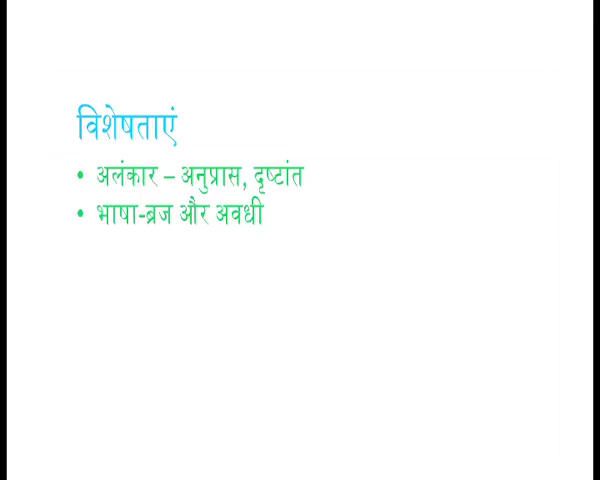 विशेषताएं
• अलंकार – अनुप्रास, दृष्टांत
• भाषा-ब्रज और अवधी